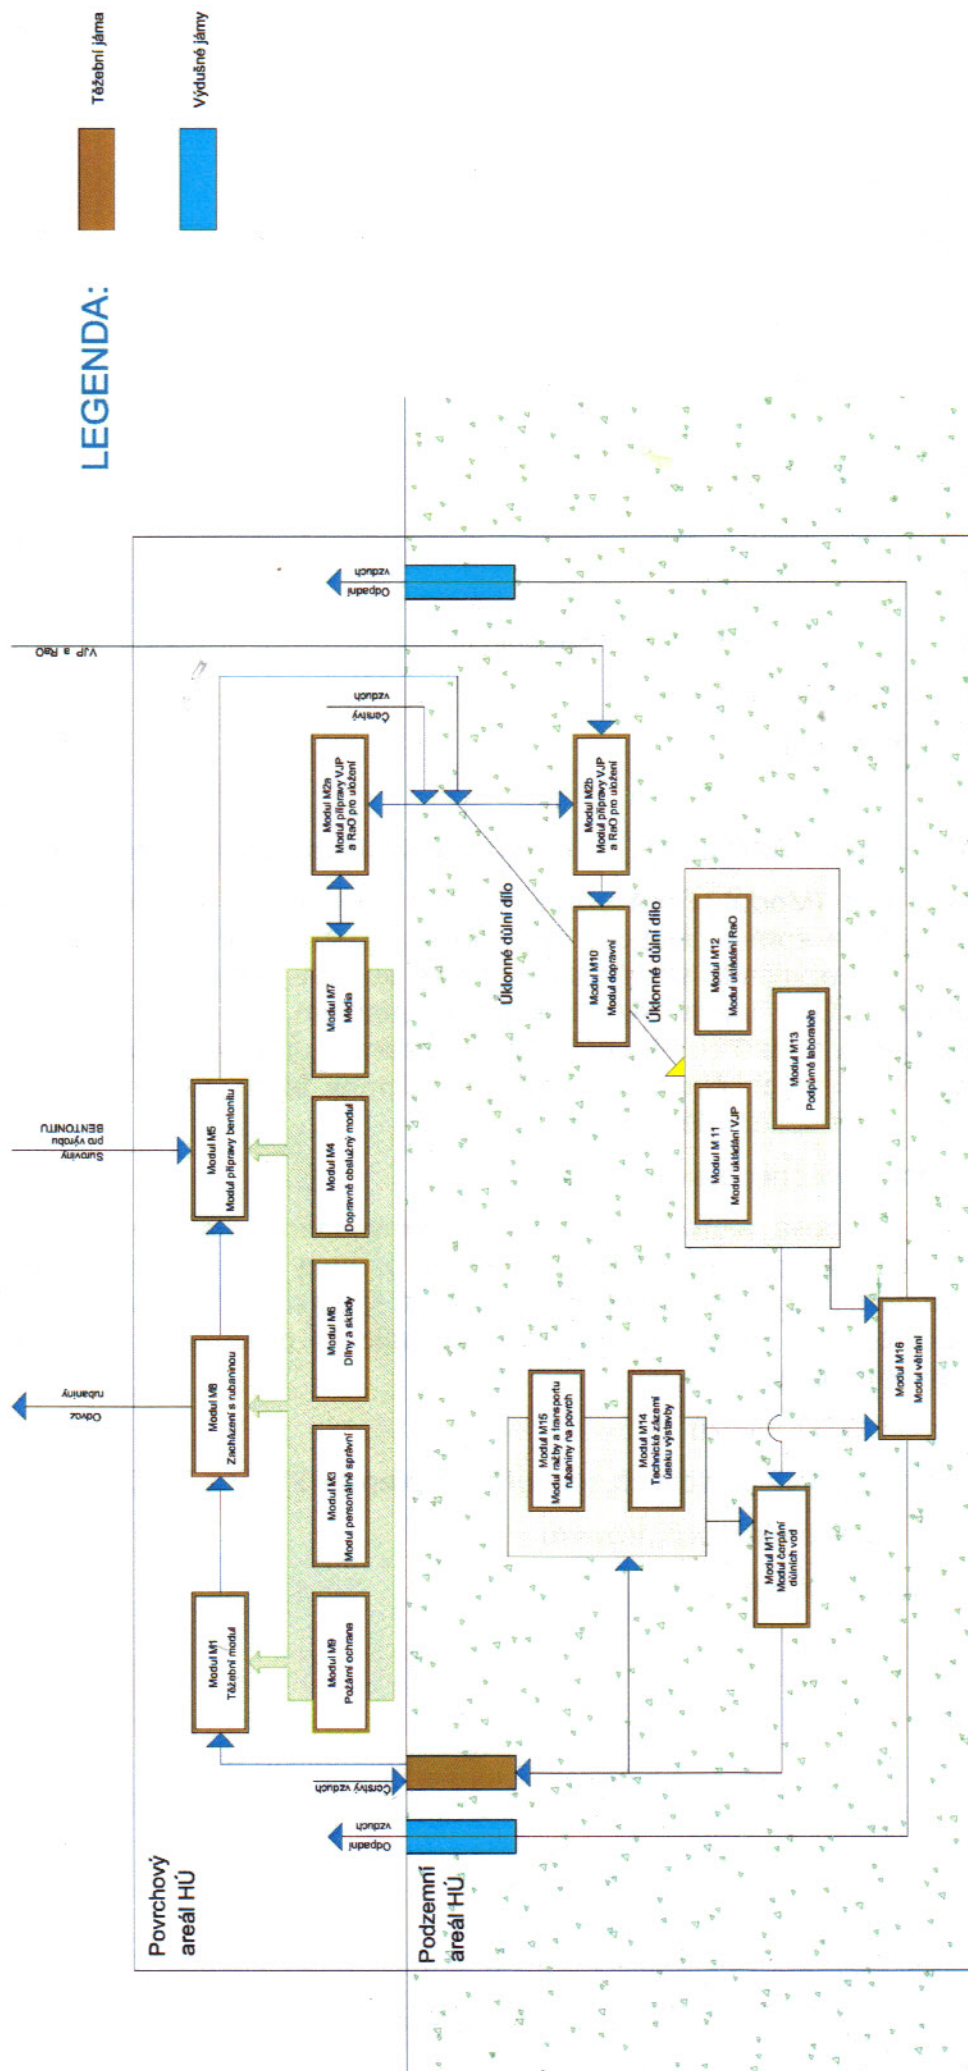 LEGENDA:
Těžební jáma
Výdušné jámy
Povrchový
areál HÚ
Odvoz
rubaniny
Suroviny
pro výrobu
BENTONITU
VJP a RaO
Modul M1
Těžební modul
Modul M8
Zacházení s rubaninou
Modul M5
Modul přípravy bentonitu
Modul M9
Požární ochrana
Modul M3
Modul personálně správní
Modul M6
Dílny a sklady
Modul M4
Dopravně obslužný modul
Modul M7
Média
Modul M2a
Modul přípravy VJP
a RaO pro uložení
Odpadní
vzduch
Čerstvý vzduch
Čerstvý
vzduch
Odpadní
vzduch
Podzemní
areál HÚ
Úklonné důlní dílo
Modul M2b
Modul přípravy VJP
a RaO pro uložení
Modul M10
Modul dopravní
Úklonné důlní dílo
Modul M15
Modul ražby a transportu
rubaniny na povrch
Modul M14
Technické zázemí
úseku výstavby
Modul M 11
Modul ukládání VJP
Modul M12
Modul ukládání RaO
Modul M13
Podpůrné laboratoře
Modul M17
Modul čerpání
důlních vod
Modul M16
Modul větrání